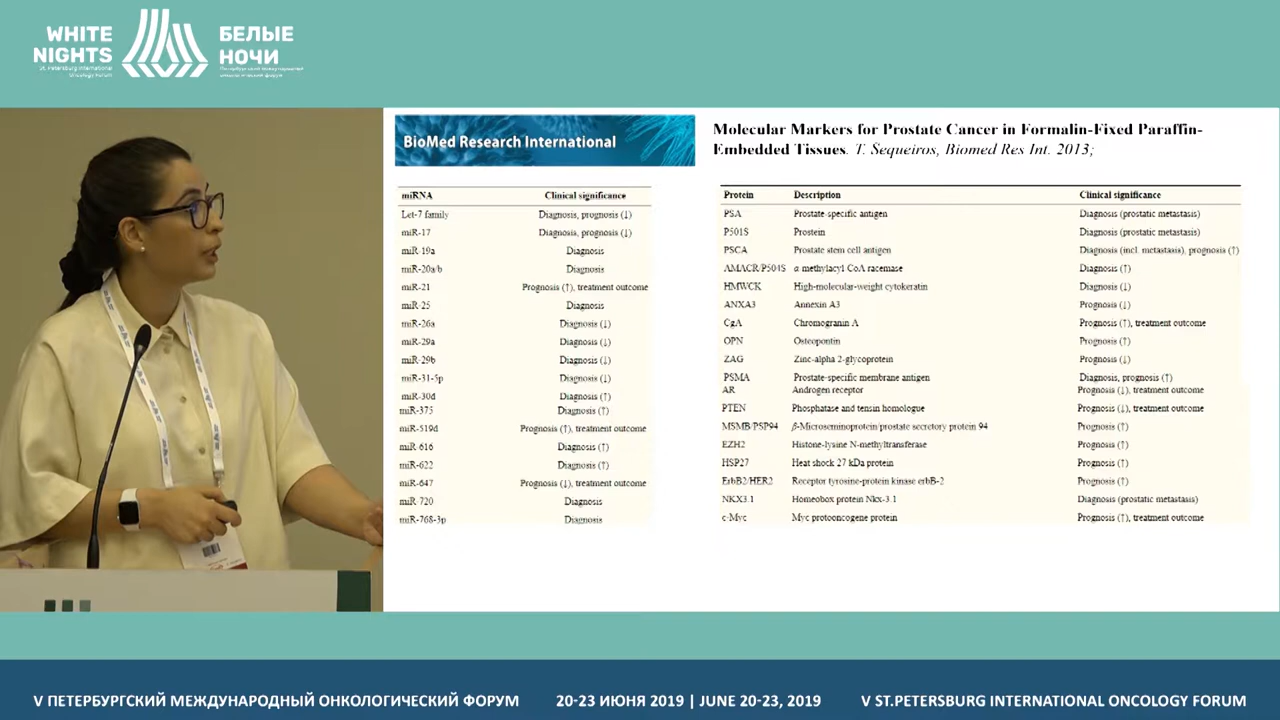 WHITE
NIGHTS
St. Petersburg International
Oncology Forum
БЕЛЫЕ
НОЧИ
Петербургский международный
онкологический форум
BioMed Research International
Molecular Markers for Prostate Cancer in Formalin-Fixed Paraffin-
Embedded Tissues. T. Sequeiros, Biomed Res Int. 2013;
miRNA Clinical significance
Let-7 family Diagnosis, prognosis (↓)
miR-17 Diagnosis, prognosis (↓)
miR-19a Diagnosis
miR-20a/b Diagnosis
miR-21 Prognosis (↑), treatment outcome
miR-25 Diagnosis
miR-26a Diagnosis (↓)
miR-29a Diagnosis (↓)
miR-29b Diagnosis (↓)
miR-31-5p Diagnosis (↓)
miR-30d Diagnosis (↑)
miR-375 Diagnosis (↑)
miR-519d Prognosis (↑), treatment outcome
miR-616 Diagnosis (↑)
miR-622 Diagnosis (↑)
miR-647 Prognosis (↓), treatment outcome
miR-720 Diagnosis
miR-768-3p Diagnosis
Protein Description Clinical significance
PSA Prostate-specific antigen Diagnosis (prostatic metastasis)
P501S Prostein Diagnosis (prostatic metastasis)
PSCA Prostate stem cell antigen Diagnosis (incl. metastasis), prognosis (↑)
AMACR/P504S α-methylacyl-CoA racemase Diagnosis (↑)
HMWCK High-molecular-weight cytokeratin Diagnosis (↓)
ANXA3 Annexin A3 Prognosis (↓)
CgA Chromogranin A Prognosis (↑), treatment outcome
OPN Osteopontin Prognosis (↑)
ZAG Zinc-alpha 2-glycoprotein Prognosis (↓)
PSMA Prostate-specific membrane antigen Diagnosis, prognosis (↑)
AR Androgen receptor Prognosis (↓), treatment outcome
PTEN Phosphatase and tensin homologue Prognosis (↓), treatment outcome
MSMB/PSP94 β-Microseminoprotein/prostate secretory protein 94 Prognosis (↑)
EZH2 Histone-lysine N-methyltransferase Prognosis (↑)
HSP27 Heat shock 27 kDa protein Prognosis (↑)
ErbB2/HER2 Receptor tyrosine-protein kinase erbB-2 Prognosis (↑)
NKX3.1 Homeobox protein Nkx-3.1 Diagnosis (prostatic metastasis)
c-Myc Myc protooncogene protein Prognosis (↑), treatment outcome
V ПЕТЕРБУРГСКИЙ МЕЖДУНАРОДНЫЙ ОНКОЛОГИЧЕСКИЙ ФОРУМ 20-23 ИЮНЯ 2019 | JUNE 20-23, 2019 V ST.PETERSBURG INTERNATIONAL ONCOLOGY FORUM